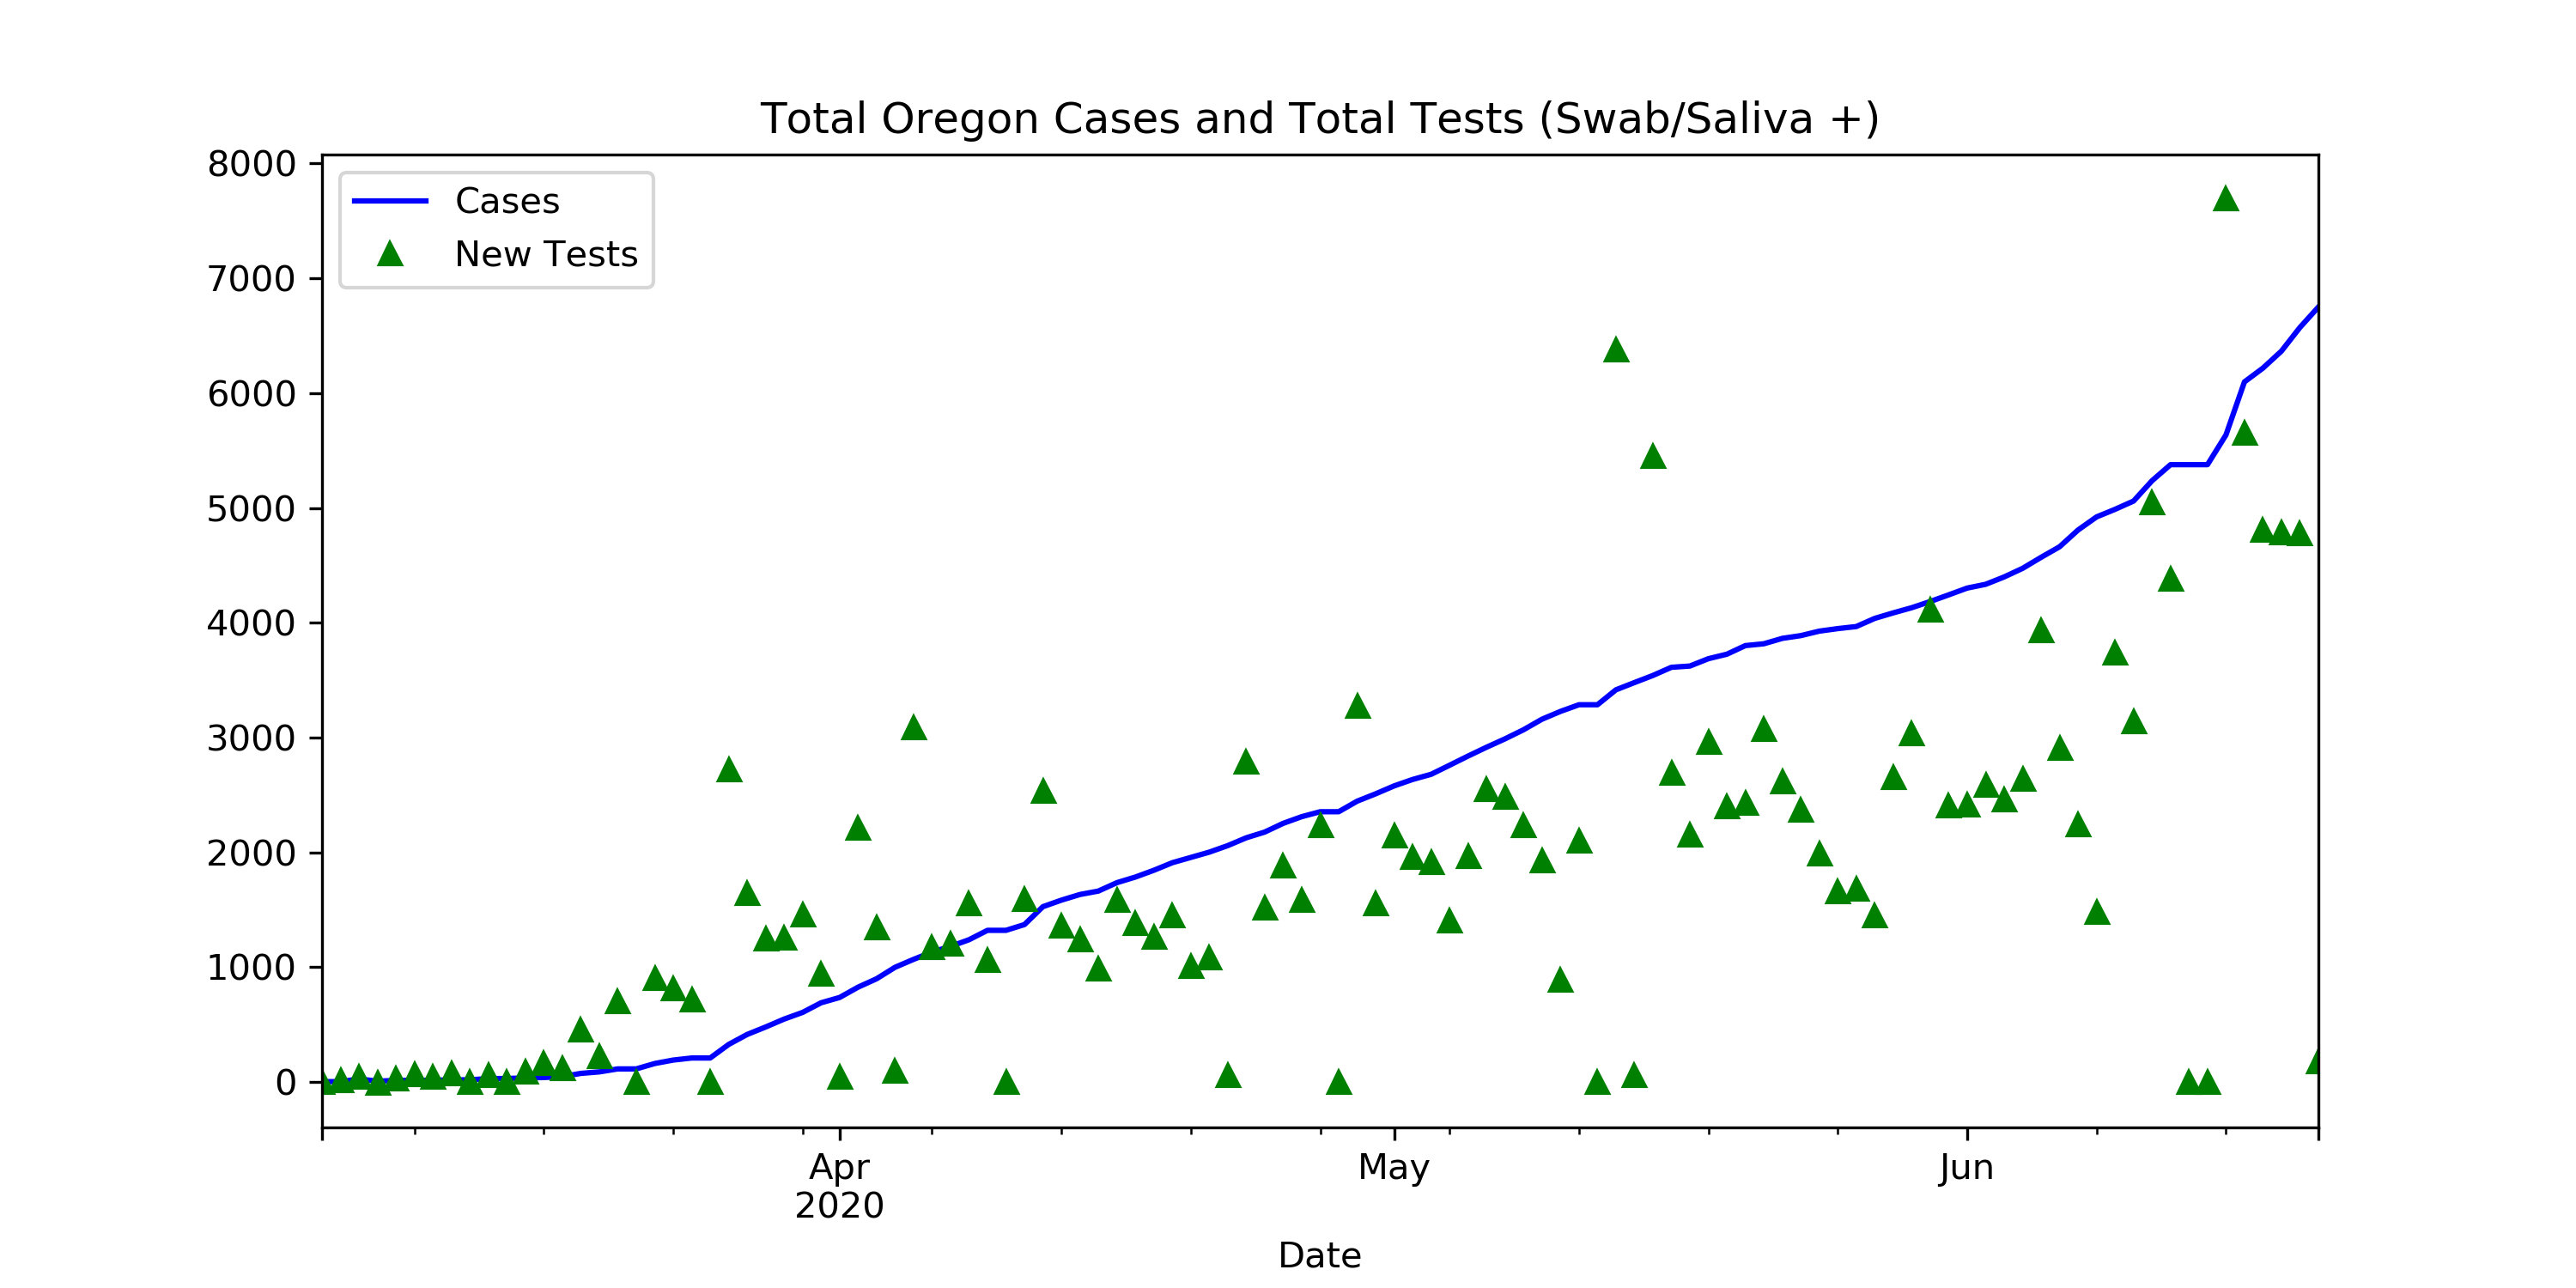 Total Oregon Cases and Total Tests (Swab/Saliva +)
8000
7000
6000
5000
4000
3000
2000
1000
0
Cases
New Tests
Apr
2020
May
Jun
Date